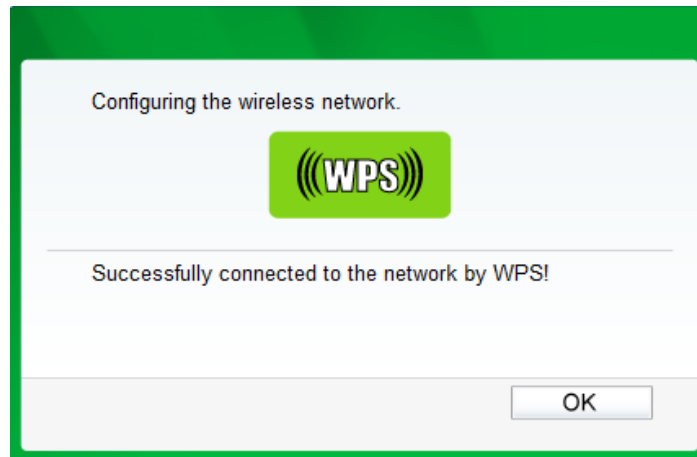 Configuring the wireless network.
(((WPS)))
Successfully connected to the network by WPS!
OK